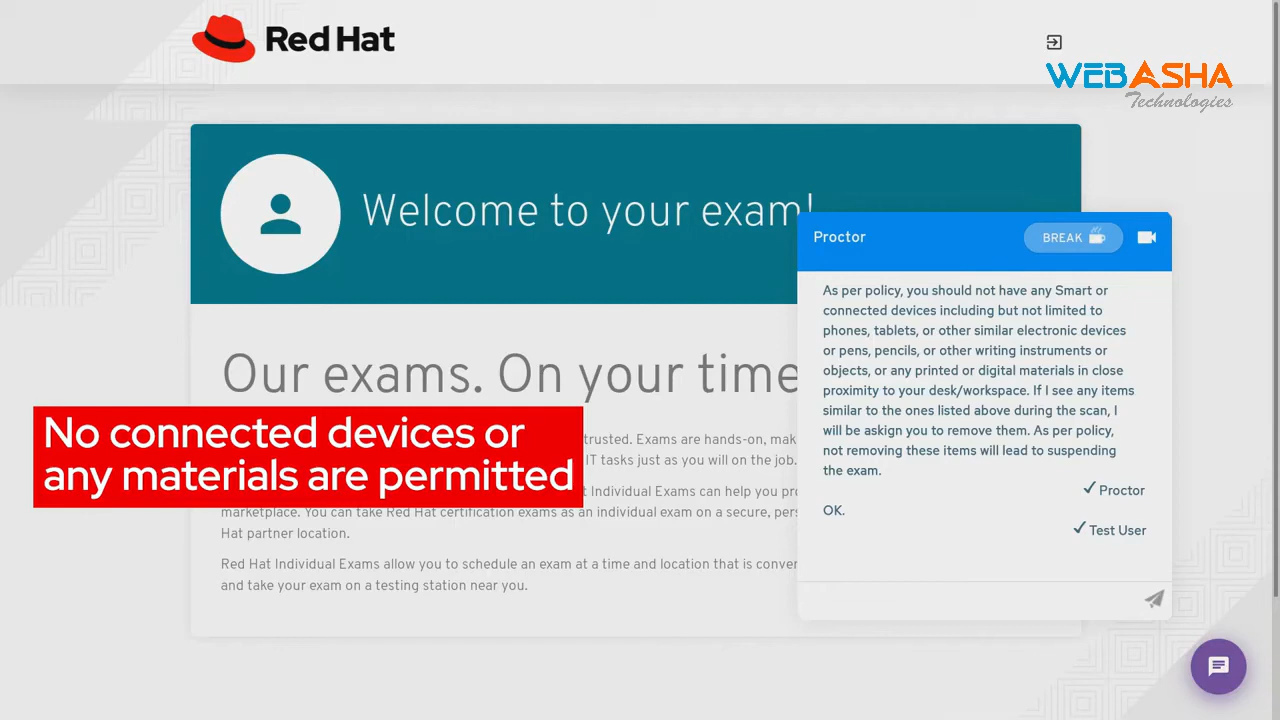 Red Hat
WEBASHA
Technologies
Welcome to your exam!
Proctor
BREAK
As per policy, you should not have any Smart or
connected devices including but not limited to
phones, tablets, or other similar electronic devices
or pens, pencils, or other writing instruments or
objects, or any printed or digital materials in close
proximity to your desk/workspace. If I see any items
similar to the ones listed above during the scan, I
will be askign you to remove them. As per policy,
not removing these items will lead to suspending
the exam.
Proctor
OK.
Test User
Our exams. On your time
No connected devices or
any materials are permitted
trusted. Exams are hands-on,
IT tasks just as you will on the job.
Individual Exams can help you
marketplace. You can take Red Hat certification exams as an individual exam on a secure,
Hat partner location.
Red Hat Individual Exams allow you to schedule an exam at a time and location that is
and take your exam on a testing station near you.